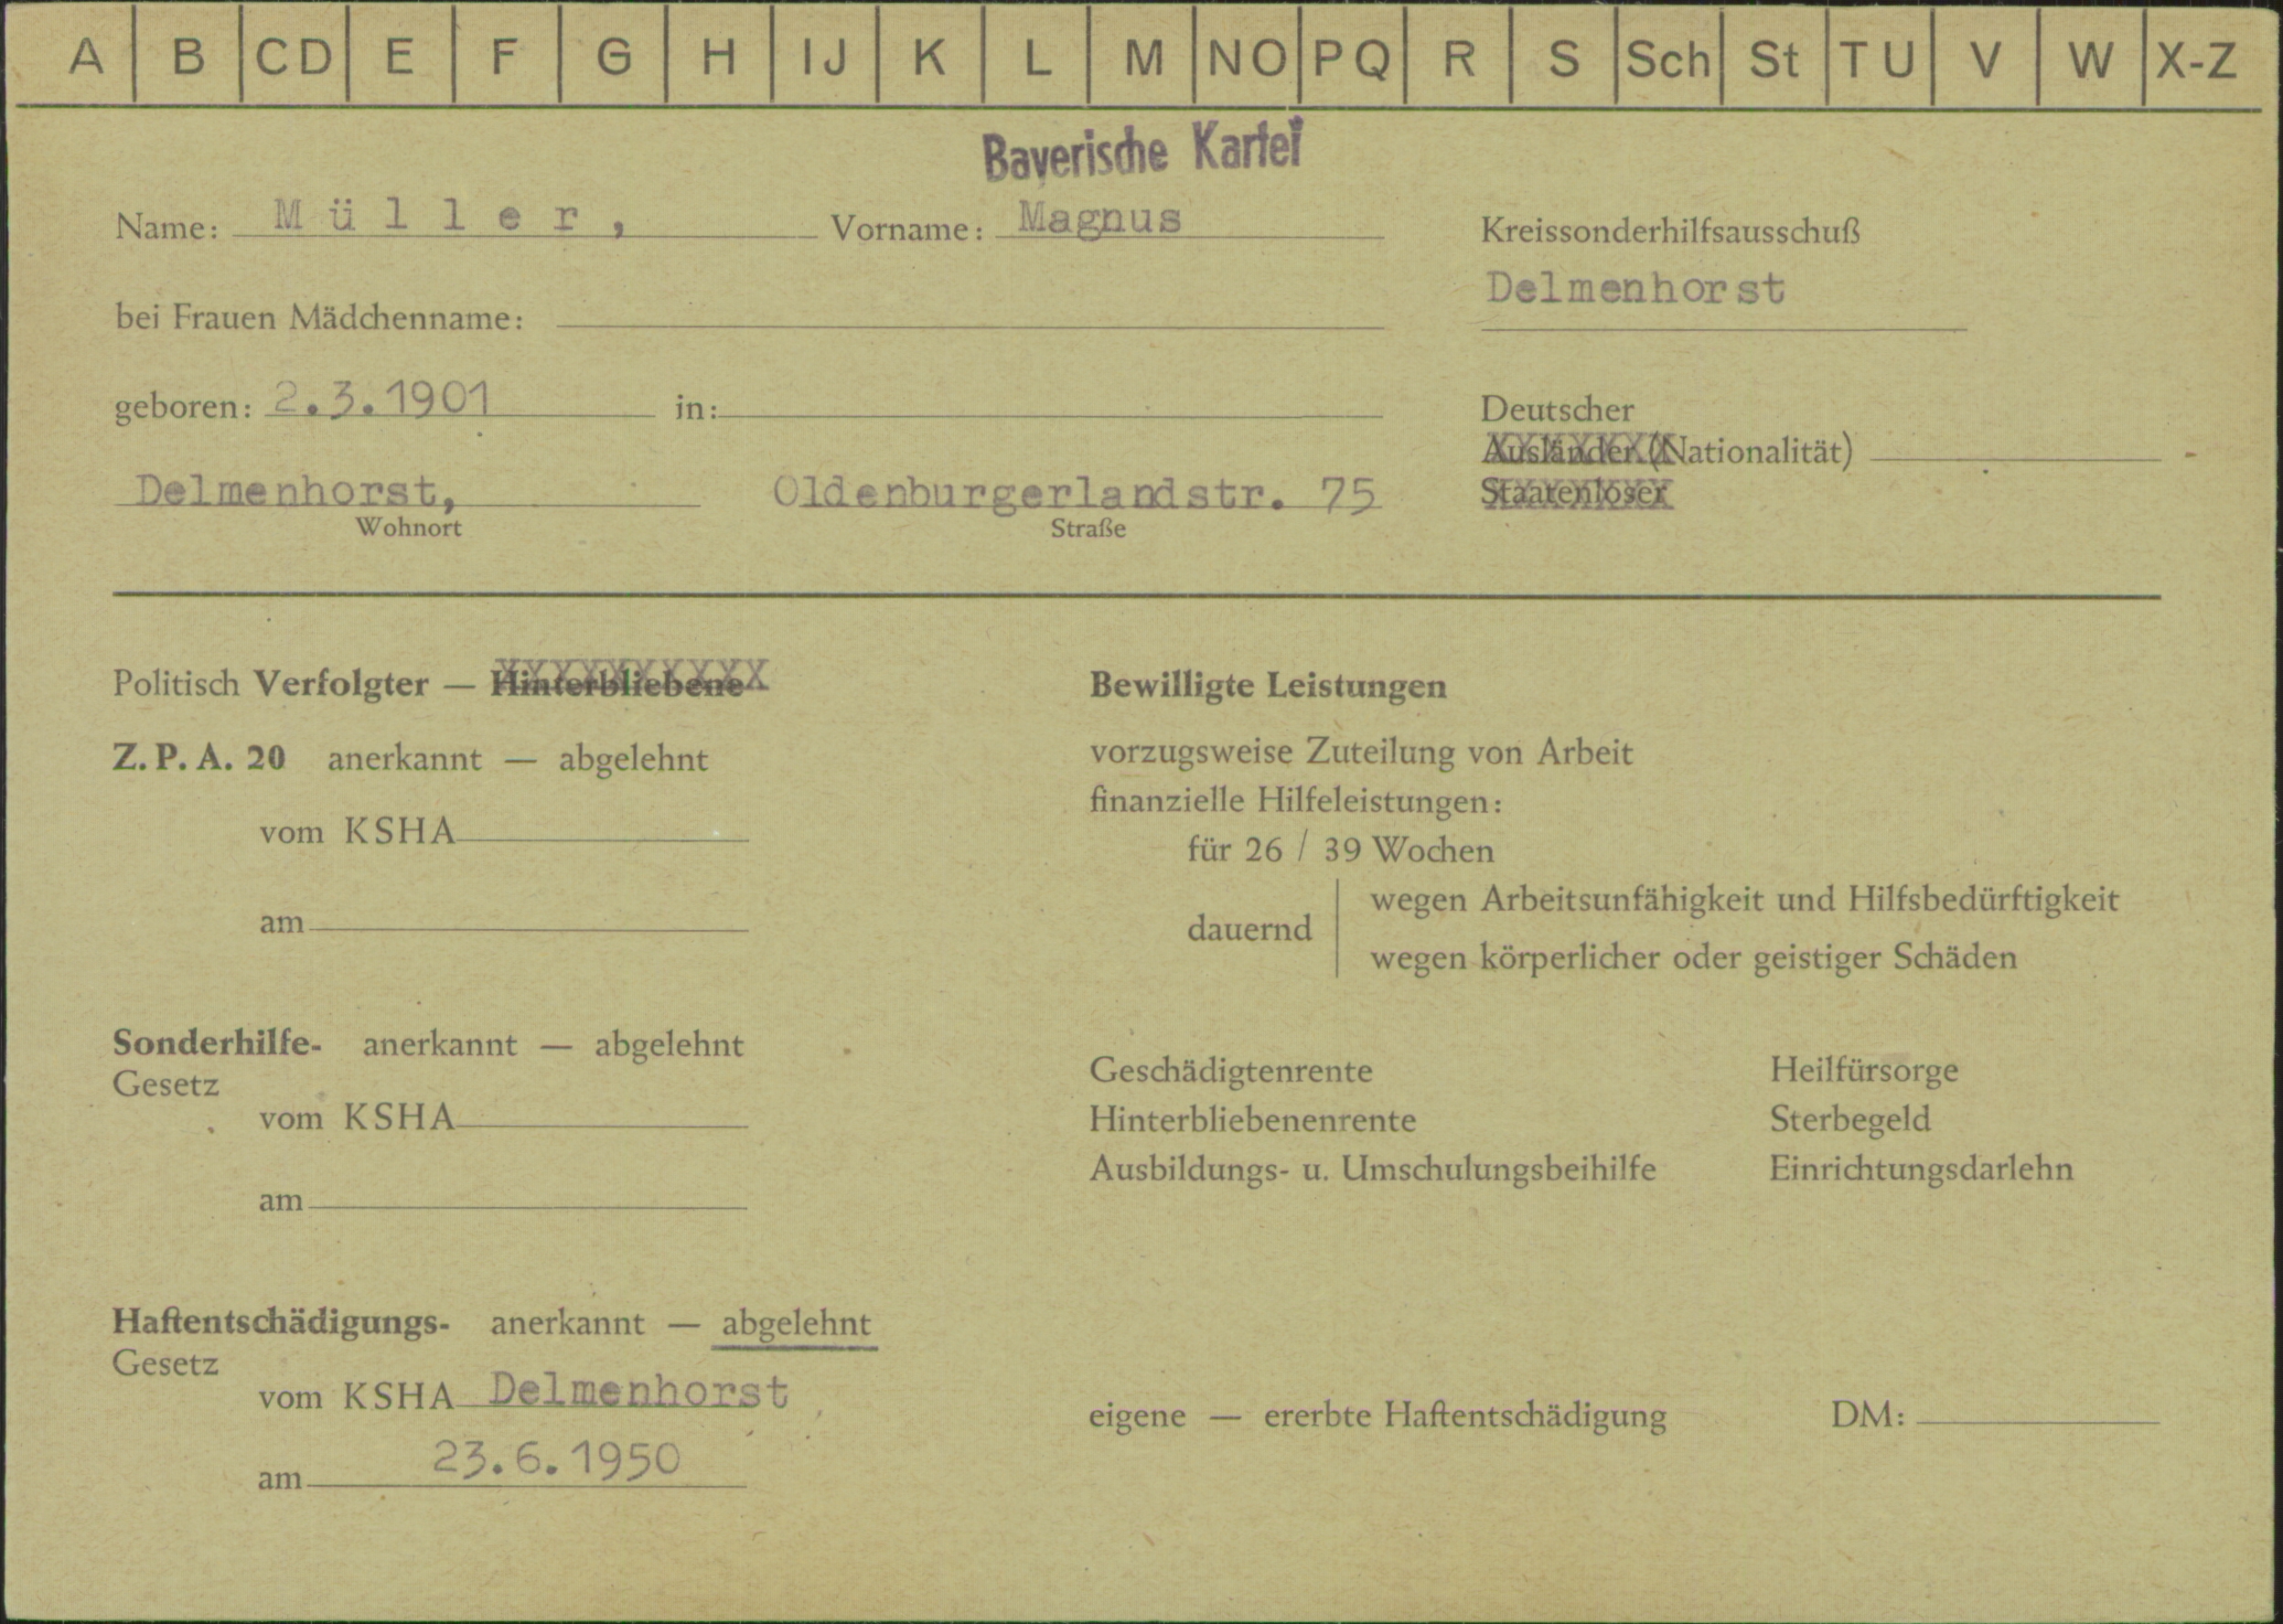 A B CD E F G H IJ K L M NO PQ R S Sch St TU V W X-Z
Bayerische Kartei
Name: Müller, Vorname: Magnus
Kreissonderhilfsausschuß
Delmenhorst
bei Frauen Mädchenname:
geboren: 2.3.1901 in:
Deutscher
Ausländer (Nationalität)
Staatenloser
Delmenhorst, Oldenburgerlandstr. 75
Wohnort Straße
Politisch Verfolgter — Hinterbliebene
Z. P. A. 20 anerkannt — abgelehnt
vom KSHA
am
Sonderhilfe- anerkannt — abgelehnt
Gesetz
vom KSHA
am
Haftentschädigungs- anerkannt — abgelehnt
Gesetz
vom KSHA Delmenhorst
am 23.6.1950
Bewilligte Leistungen
vorzugsweise Zuteilung von Arbeit
finanzielle Hilfeleistungen:
für 26 / 39 Wochen
dauernd
wegen Arbeitsunfähigkeit und Hilfsbedürftigkeit
wegen körperlicher oder geistiger Schäden
Geschädigtenrente Heilfürsorge
Hinterbliebenenrente Sterbegeld
Ausbildungs- u. Umschulungsbeihilfe Einrichtungsdarlehn
eigene — ererbte Haftentschädigung DM: